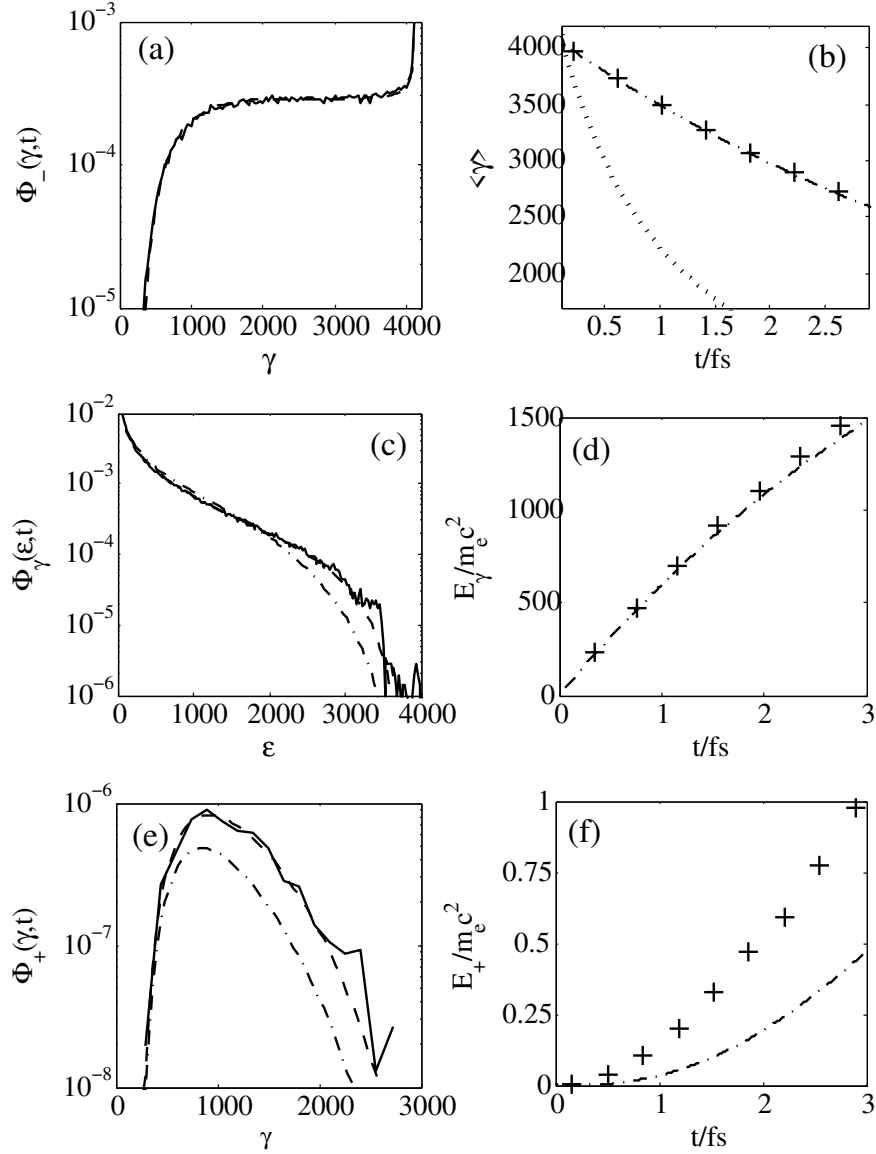 (a)
10^{-3}
10^{-4}
10^{-5}
Φ_−(γ,t)
0 1000 2000 3000 4000
γ
(b)
4000
3500
3000
2500
2000
<γ>
0.5 1 1.5 2 2.5
t/fs
(c)
10^{-2}
10^{-3}
10^{-4}
10^{-5}
10^{-6}
Φ_γ(ε,t)
0 1000 2000 3000 4000
ε
(d)
1500
1000
500
0
E_γ/m_e c^2
0 1 2 3
t/fs
(e)
10^{-6}
10^{-7}
10^{-8}
Φ_+(γ,t)
0 1000 2000 3000
γ
(f)
1
0.75
0.5
0.25
0
E_+/m_e c^2
0 1 2 3
t/fs